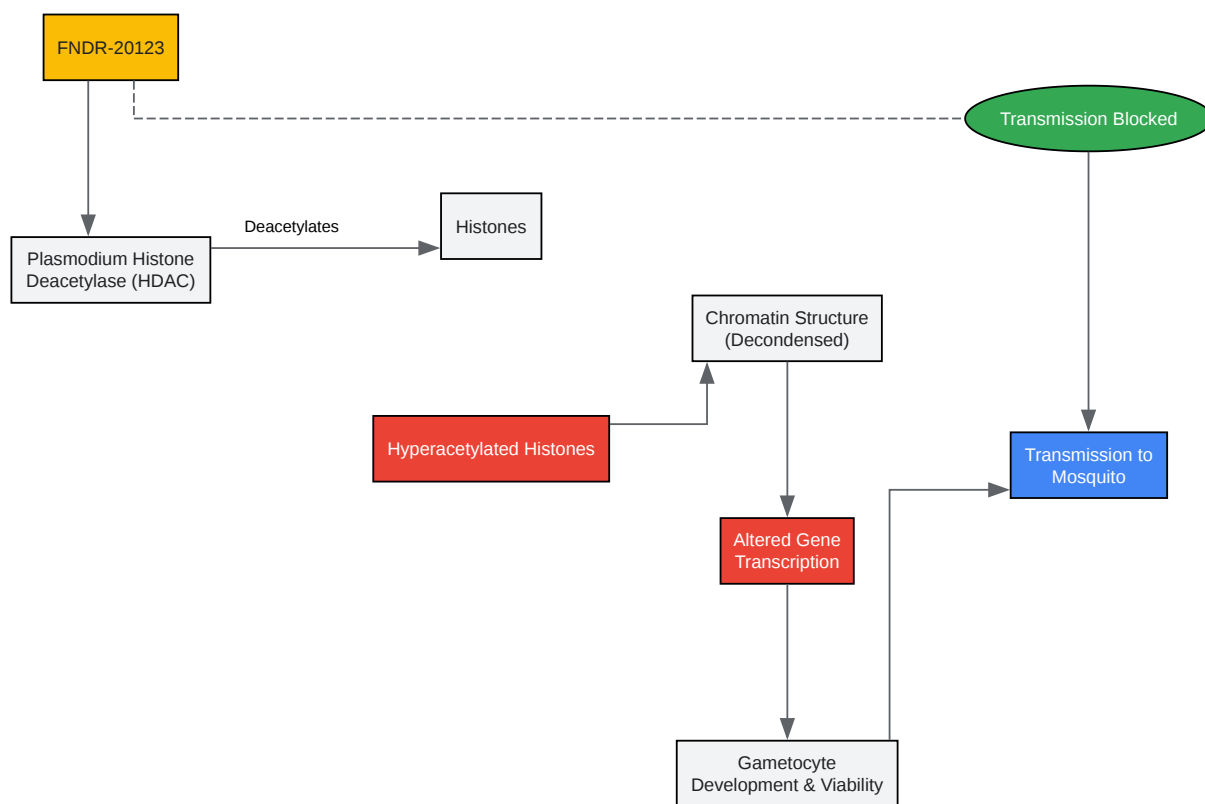 FNDR-20123
Transmission Blocked
Deacetylates
Histones
Plasmodium Histone
Deacetylase (HDAC)
Chromatin Structure
(Decondensed)
Hyperacetylated Histones
Transmission to
Mosquito
Altered Gene
Transcription
Gametocyte
Development & Viability